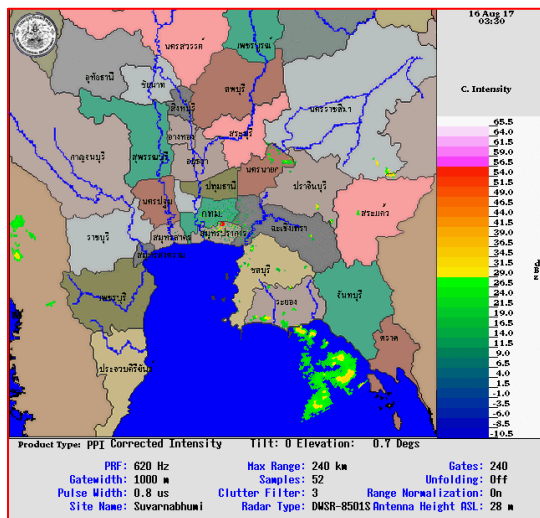 16 Aug 17
03:30
C. Intensity
นครสวรรค์
เพชรบูรณ์
อุทัยธานี
ชัยนาท
ลพบุรี
สิงห์บุรี
นครราชสีมา
อ่างทอง
สระบุรี
กาญจนบุรี
สุพรรณบุรี
อยุธยา
นครนายก
ปราจีนบุรี
ปทุมธานี
นครปฐม
กทม.
สระแก้ว
ราชบุรี
สมุทรสาคร
สมุทรปราการ
ฉะเชิงเทรา
ชลบุรี
เพชรบุรี
ระยอง
จันทบุรี
ตราด
ประจวบคีรีขันธ์
65.5
64.0
61.5
59.0
56.5
54.0
51.5
49.0
46.5
44.0
41.5
39.0
36.5
34.0
31.5
29.0
26.5
24.0
21.5
19.0
16.5
14.0
11.5
9.0
6.5
4.0
1.5
-1.0
-3.5
-6.0
-8.5
-10.5
Product Type: PPI Corrected Intensity Tilt: 0 Elevation: 0.7 Degs
PRF: 620 Hz Max Range: 240 km Gates: 240
Gatewidth: 1000 m Samples: 52 Unfolding: Off
Pulse Width: 0.8 us Clutter Filter: 3 Range Normalization: On
Site Name: Suvarnabhumi Radar Type: DWSR-8501S Antenna Height ASL: 28 m